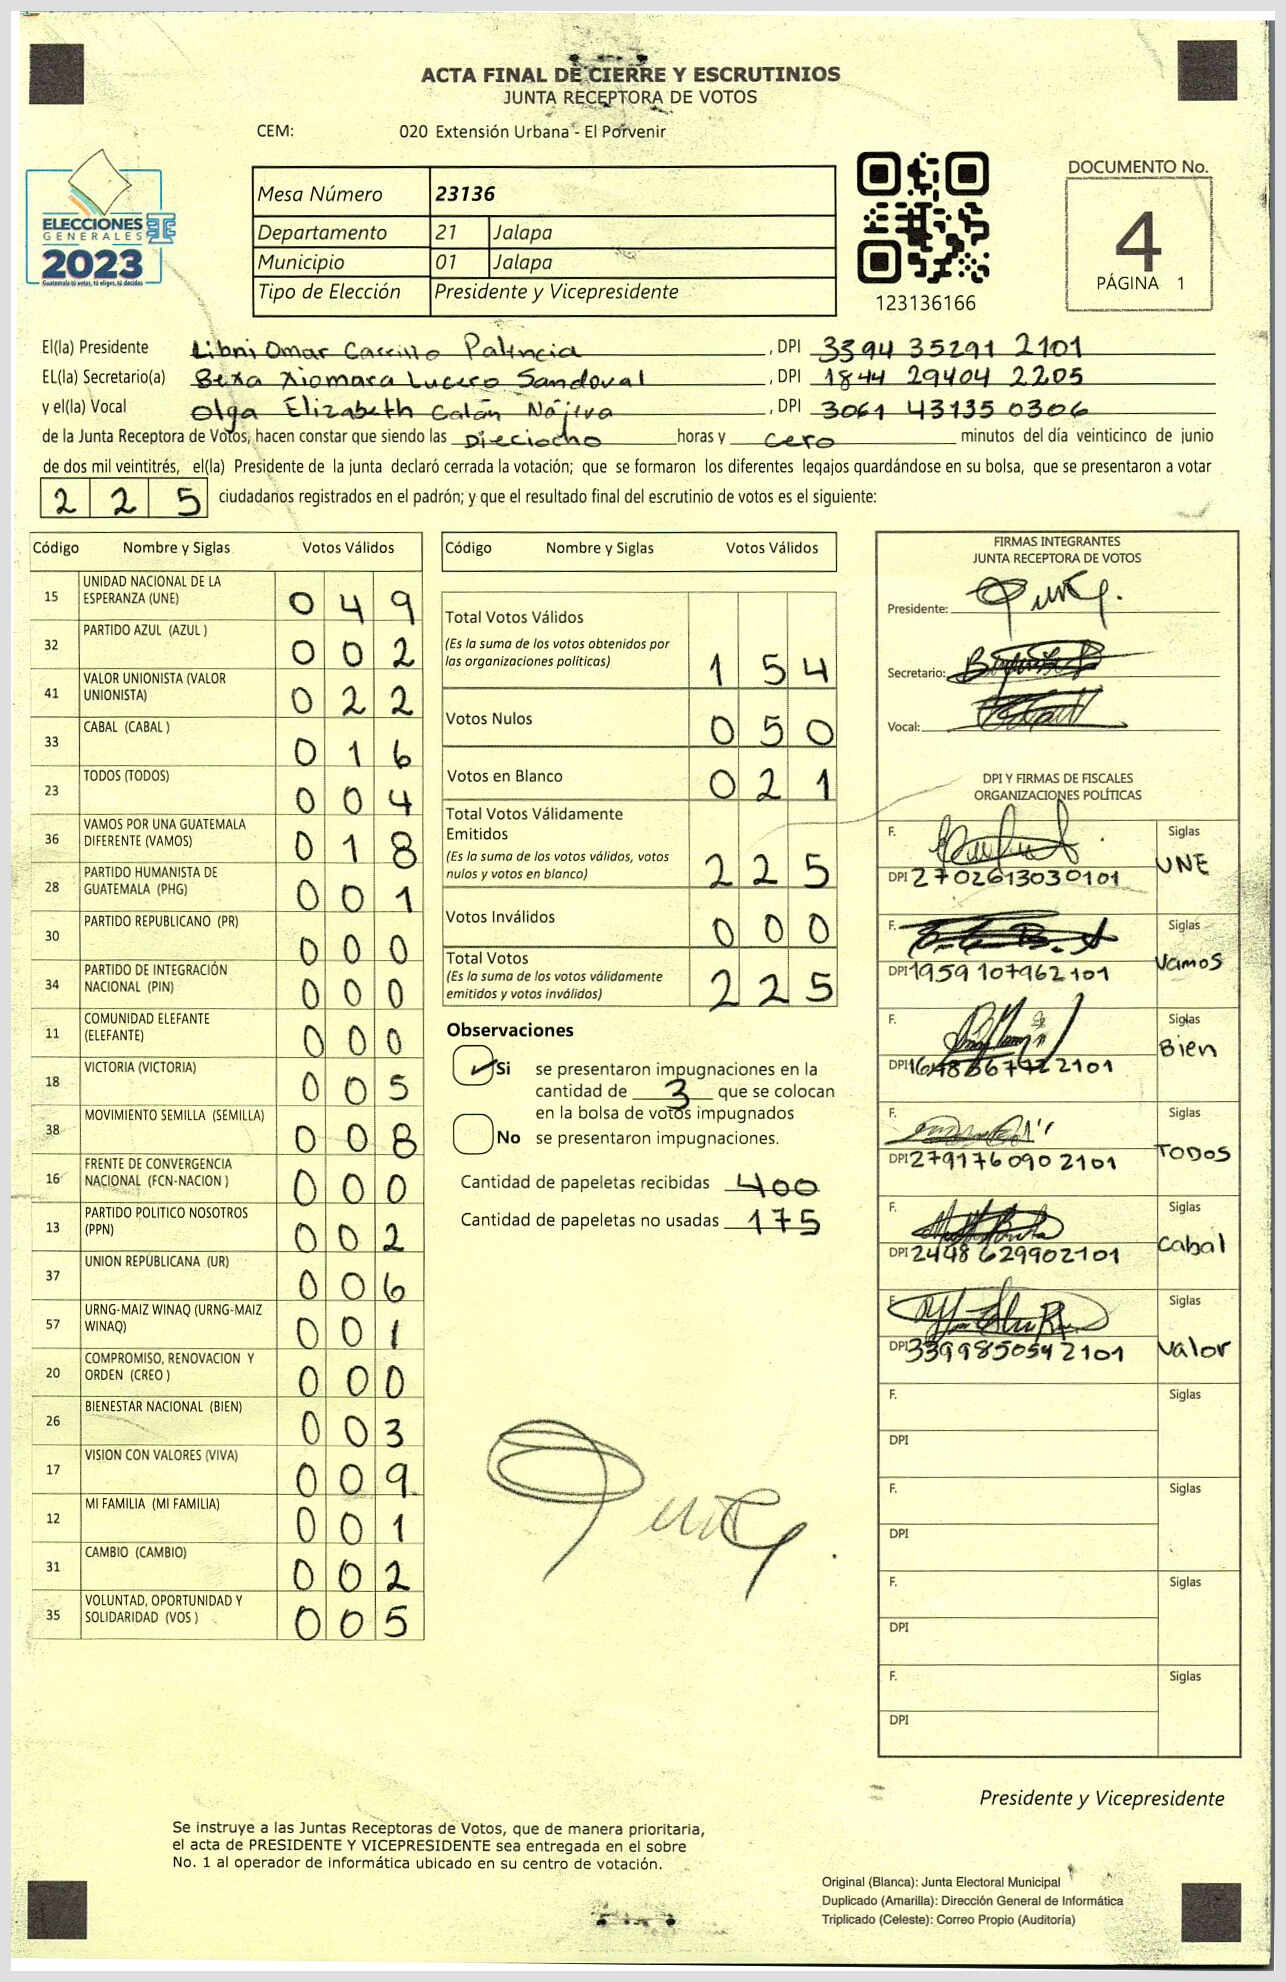 ACTA FINAL DE CIERRE Y ESCRUTINIOS
JUNTA RECEPTORA DE VOTOS
CEM: 020 Extensión Urbana - El Porvenir
ELECCIONES
GENERALES
2023
Guatemala tú votas, tú eliges, tú decides
Mesa Número 23136
Departamento 21 Jalapa
Municipio 01 Jalapa
Tipo de Elección Presidente y Vicepresidente
123136166
DOCUMENTO No.
4
PÁGINA 1
El(la) Presidente Libni Omar Carrillo Palencia, DPI 3394 35291 2101
EL(la) Secretario(a) Bexa Xiomara Lucero Sandoval, DPI 1844 29404 2205
y el(la) Vocal Olga Elizabeth Catán Nájera, DPI 3061 43135 0306
de la Junta Receptora de Votos, hacen constar que siendo las Dieciocho horas y cero minutos del día veinticinco de junio
de dos mil veintitrés, el(la) Presidente de la junta declaró cerrada la votación; que se formaron los diferentes legajos guardándose en su bolsa, que se presentaron a votar
2 2 5 ciudadanos registrados en el padrón; y que el resultado final del escrutinio de votos es el siguiente:
Código Nombre y Siglas Votos Válidos
15 UNIDAD NACIONAL DE LA ESPERANZA (UNE) 0 4 9
32 PARTIDO AZUL (AZUL ) 0 0 2
41 VALOR UNIONISTA (VALOR UNIONISTA) 0 2 2
33 CABAL (CABAL ) 0 1 6
23 TODOS (TODOS) 0 0 4
36 VAMOS POR UNA GUATEMALA DIFERENTE (VAMOS) 0 1 8
28 PARTIDO HUMANISTA DE GUATEMALA (PHG) 0 0 1
30 PARTIDO REPUBLICANO (PR) 0 0 0
34 PARTIDO DE INTEGRACIÓN NACIONAL (PIN) 0 0 0
11 COMUNIDAD ELEFANTE (ELEFANTE) 0 0 0
18 VICTORIA (VICTORIA) 0 0 5
38 MOVIMIENTO SEMILLA (SEMILLA) 0 0 8
16 FRENTE DE CONVERGENCIA NACIONAL (FCN-NACION ) 0 0 0
13 PARTIDO POLITICO NOSOTROS (PPN) 0 0 2
37 UNION REPUBLICANA (UR) 0 0 6
57 URNG-MAIZ WINAQ (URNG-MAIZ WINAQ) 0 0 1
20 COMPROMISO, RENOVACION Y ORDEN (CREO ) 0 0 0
26 BIENESTAR NACIONAL (BIEN) 0 0 3
17 VISION CON VALORES (VIVA) 0 0 9
12 MI FAMILIA (MI FAMILIA) 0 0 1
31 CAMBIO (CAMBIO) 0 0 2
35 VOLUNTAD, OPORTUNIDAD Y SOLIDARIDAD (VOS ) 0 0 5
Código Nombre y Siglas Votos Válidos
Total Votos Válidos
(Es la suma de los votos obtenidos por
las organizaciones políticas) 1 5 4
Votos Nulos 0 5 0
Votos en Blanco 0 2 1
Total Votos Válidamente
Emitidos
(Es la suma de los votos válidos, votos
nulos y votos en blanco) 2 2 5
Votos Inválidos 0 0 0
Total Votos
(Es la suma de los votos válidamente
emitidos y votos inválidos) 2 2 5
Observaciones
Si se presentaron impugnaciones en la
cantidad de 3 que se colocan
en la bolsa de votos impugnados
No se presentaron impugnaciones.
Cantidad de papeletas recibidas 400
Cantidad de papeletas no usadas 175
FIRMAS INTEGRANTES
JUNTA RECEPTORA DE VOTOS
Presidente:
Secretario:
Vocal:
DPI Y FIRMAS DE FISCALES
ORGANIZACIONES POLÍTICAS
F. Siglas
DPI 2702613030101 UNE
F. Siglas
DPI 1959 107962101 Vamos
F. Siglas
DPI 2101 Bien
F. Siglas
DPI 279176090 2101 TODOS
F. Siglas
DPI 2448 629902101 Cabal
F. Siglas
DPI 3399850542101 Valor
F. Siglas
DPI
F. Siglas
DPI
F. Siglas
DPI
F. Siglas
DPI
Presidente y Vicepresidente
Se instruye a las Juntas Receptoras de Votos, que de manera prioritaria,
el acta de PRESIDENTE Y VICEPRESIDENTE sea entregada en el sobre
No. 1 al operador de informática ubicado en su centro de votación.
Original (Blanca): Junta Electoral Municipal
Duplicado (Amarilla): Dirección General de Informática
Triplicado (Celeste): Correo Propio (Auditoría)